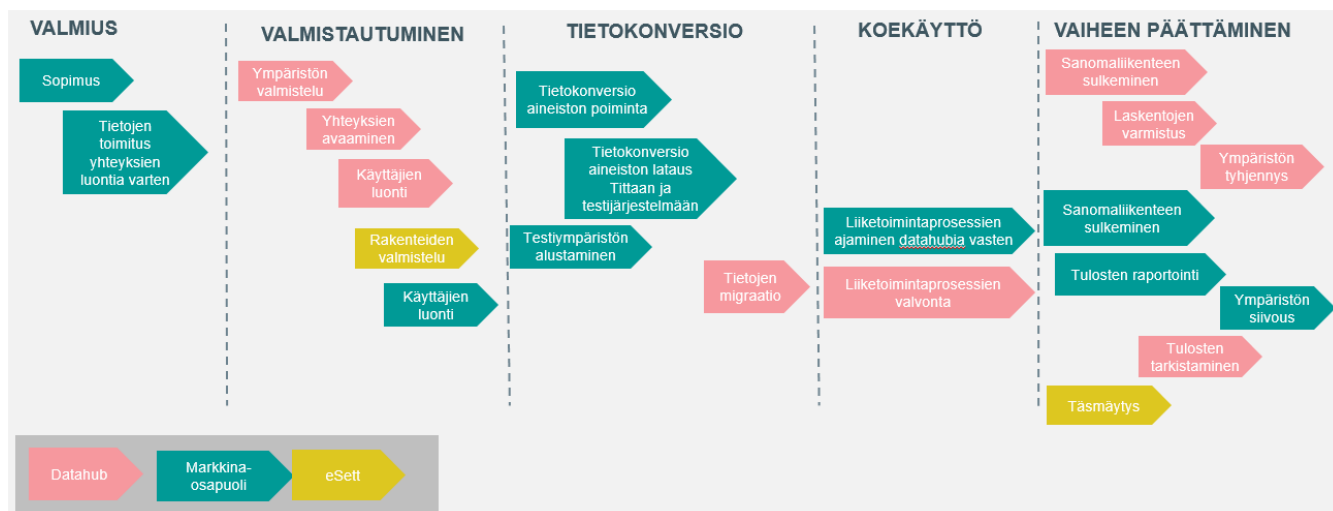 VALMIUS
Sopimus
Tietojen
toimitus
yhteyksien
luontia varten
VALMISTAUTUMINEN
Ympäristön
valmistelu
Yhteyksien
avaaminen
Käyttäjien
luonti
Rakenteiden
valmistelu
Käyttäjien
luonti
TIETOKONVERSIO
Tietokonversio
aineiston poiminta
Tietokonversio
aineiston lataus
Tittaan ja
testijärjestelmään
Testiympäristön
alustaminen
Tietojen
migraatio
KOEKÄYTTÖ
Liiketoimintaprosessien
ajaminen datahubia vasten
Liiketoimintaprosessien
valvonta
VAIHEEN PÄÄTTÄMINEN
Sanomaliikenteen
sulkeminen
Laskentojen
varmistus
Ympäristön
tyhjennys
Sanomaliikenteen
sulkeminen
Tulosten raportointi
Ympäristön
siivous
Tulosten
tarkistaminen
Täsmäytys
Datahub
Markkina-
osapuoli
eSett